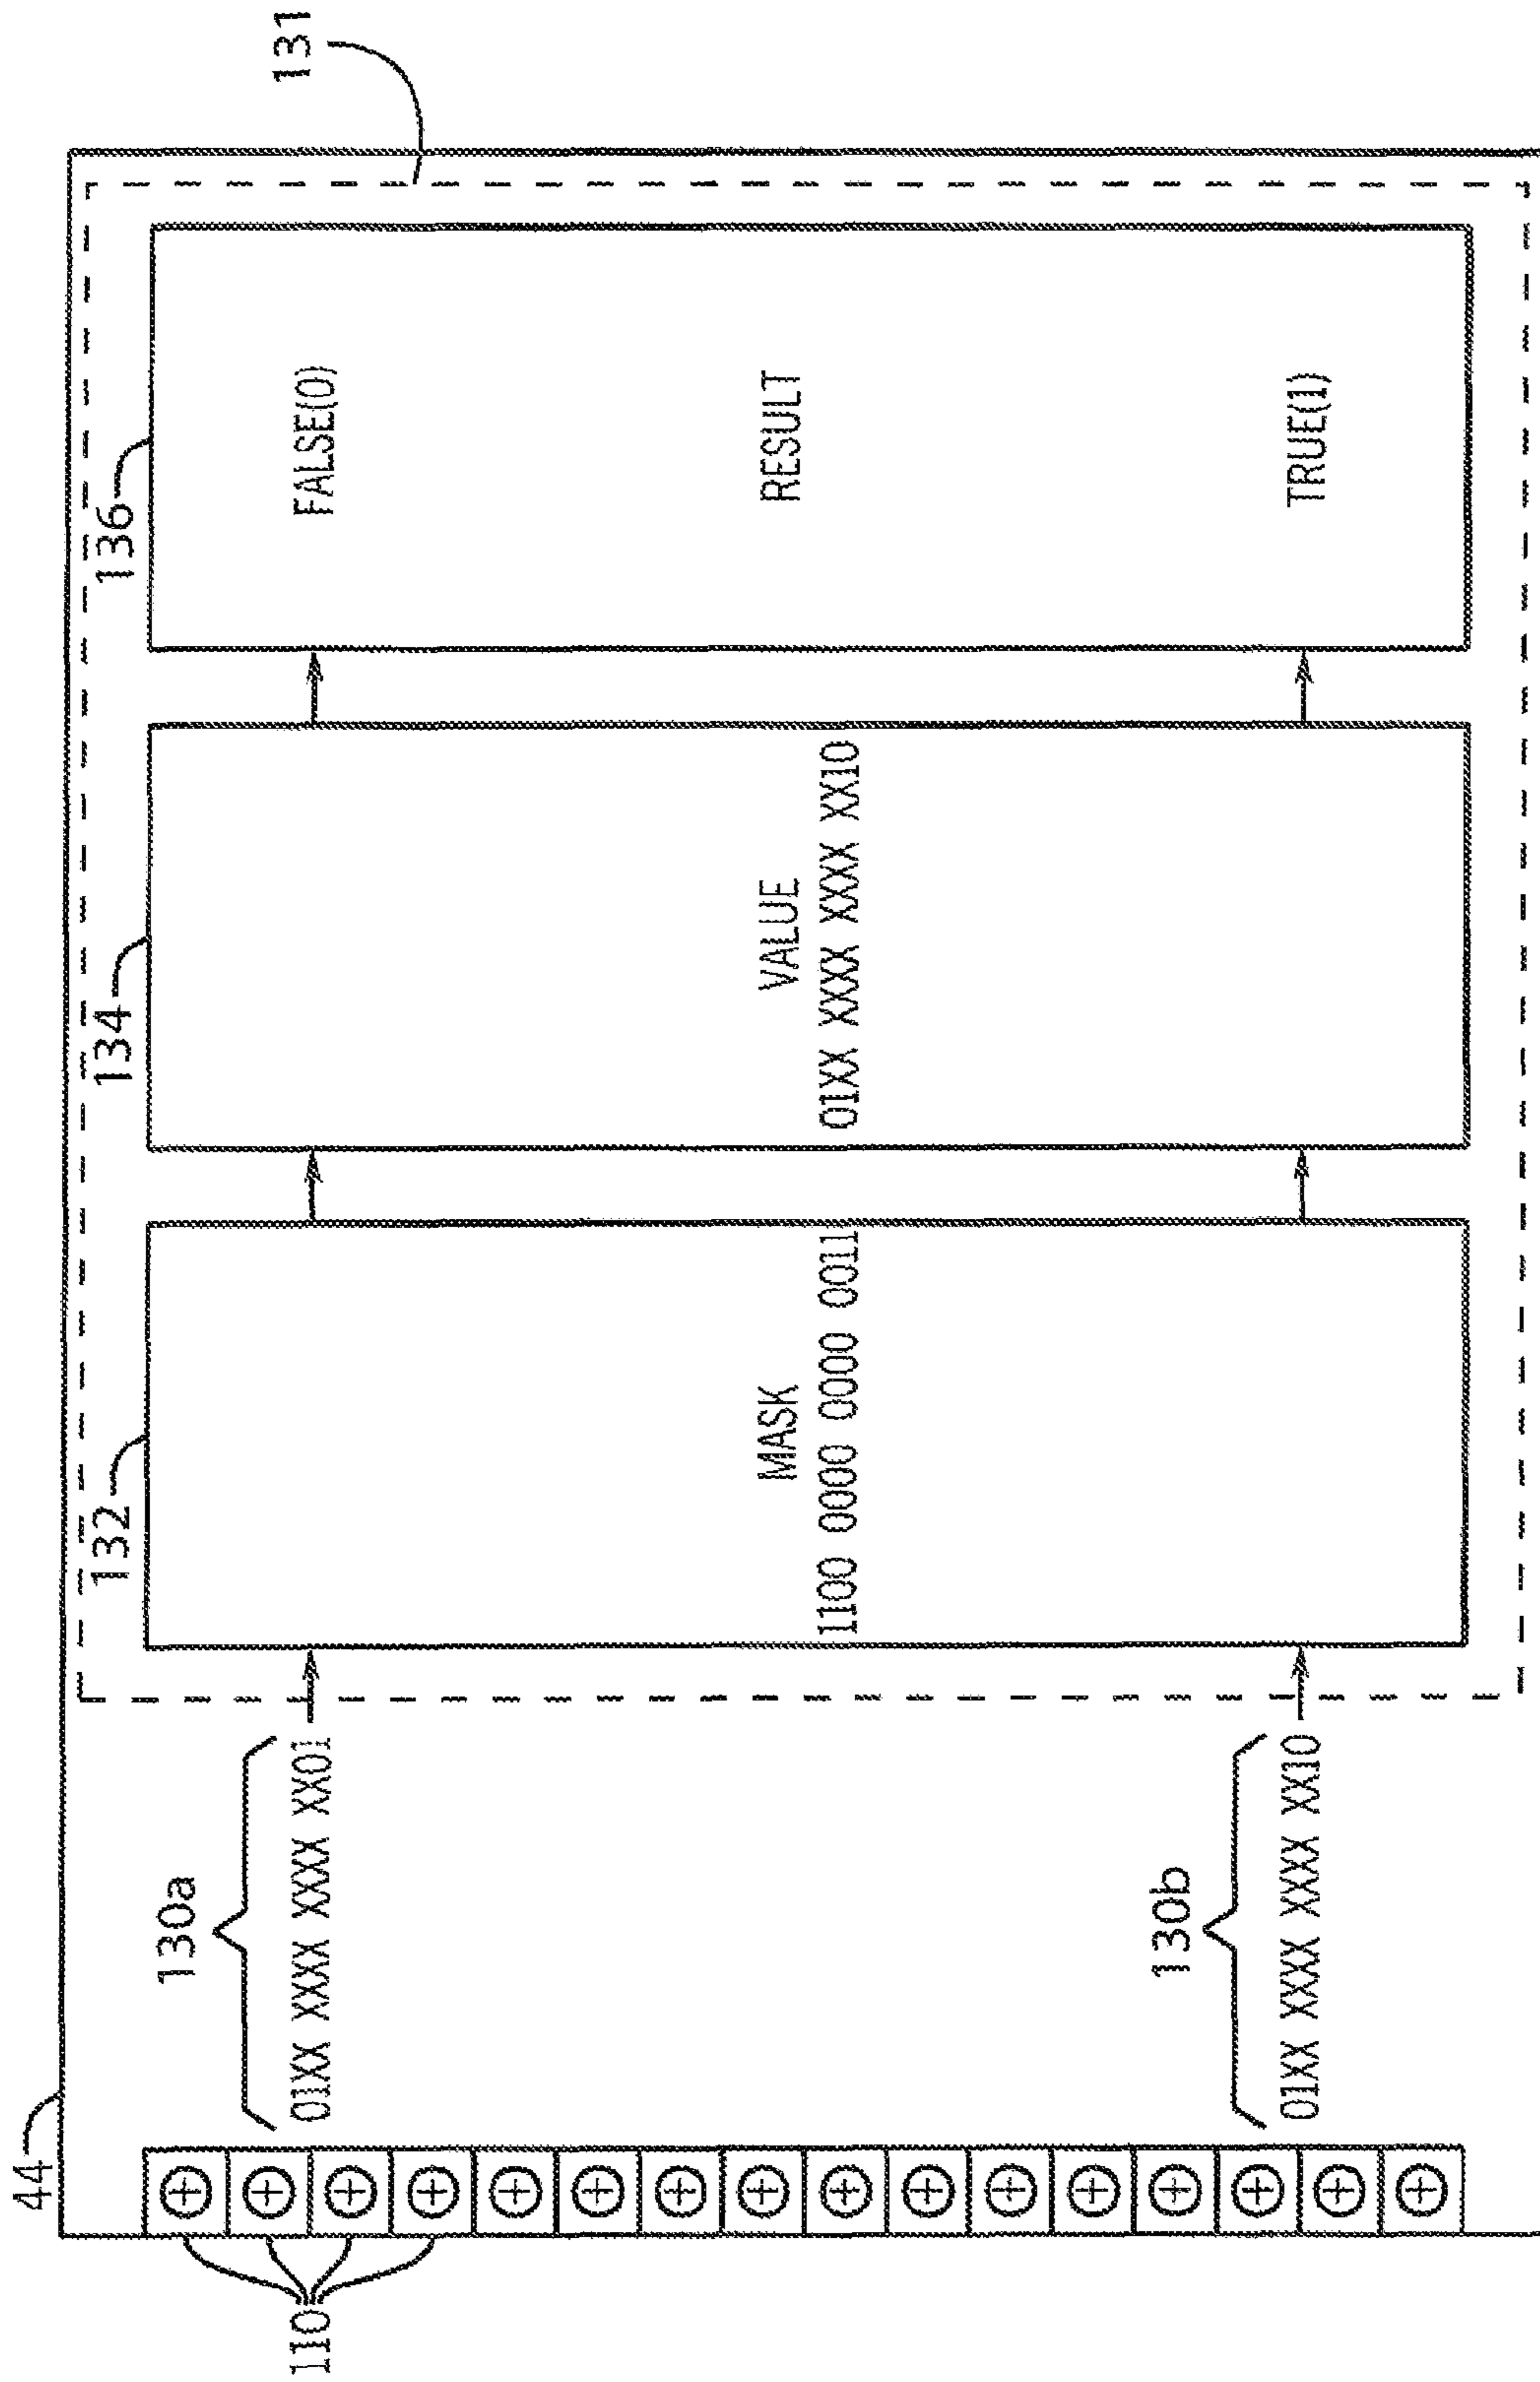 44
131
132
134
136
110
130a
01XX XXXX XXXX XX01
130b
01XX XXXX XXXX XX10
MASK
1100 0000 0000 0011
VALUE
01XX XXXX XXXX XX10
FALSE(0)
RESULT
TRUE(1)